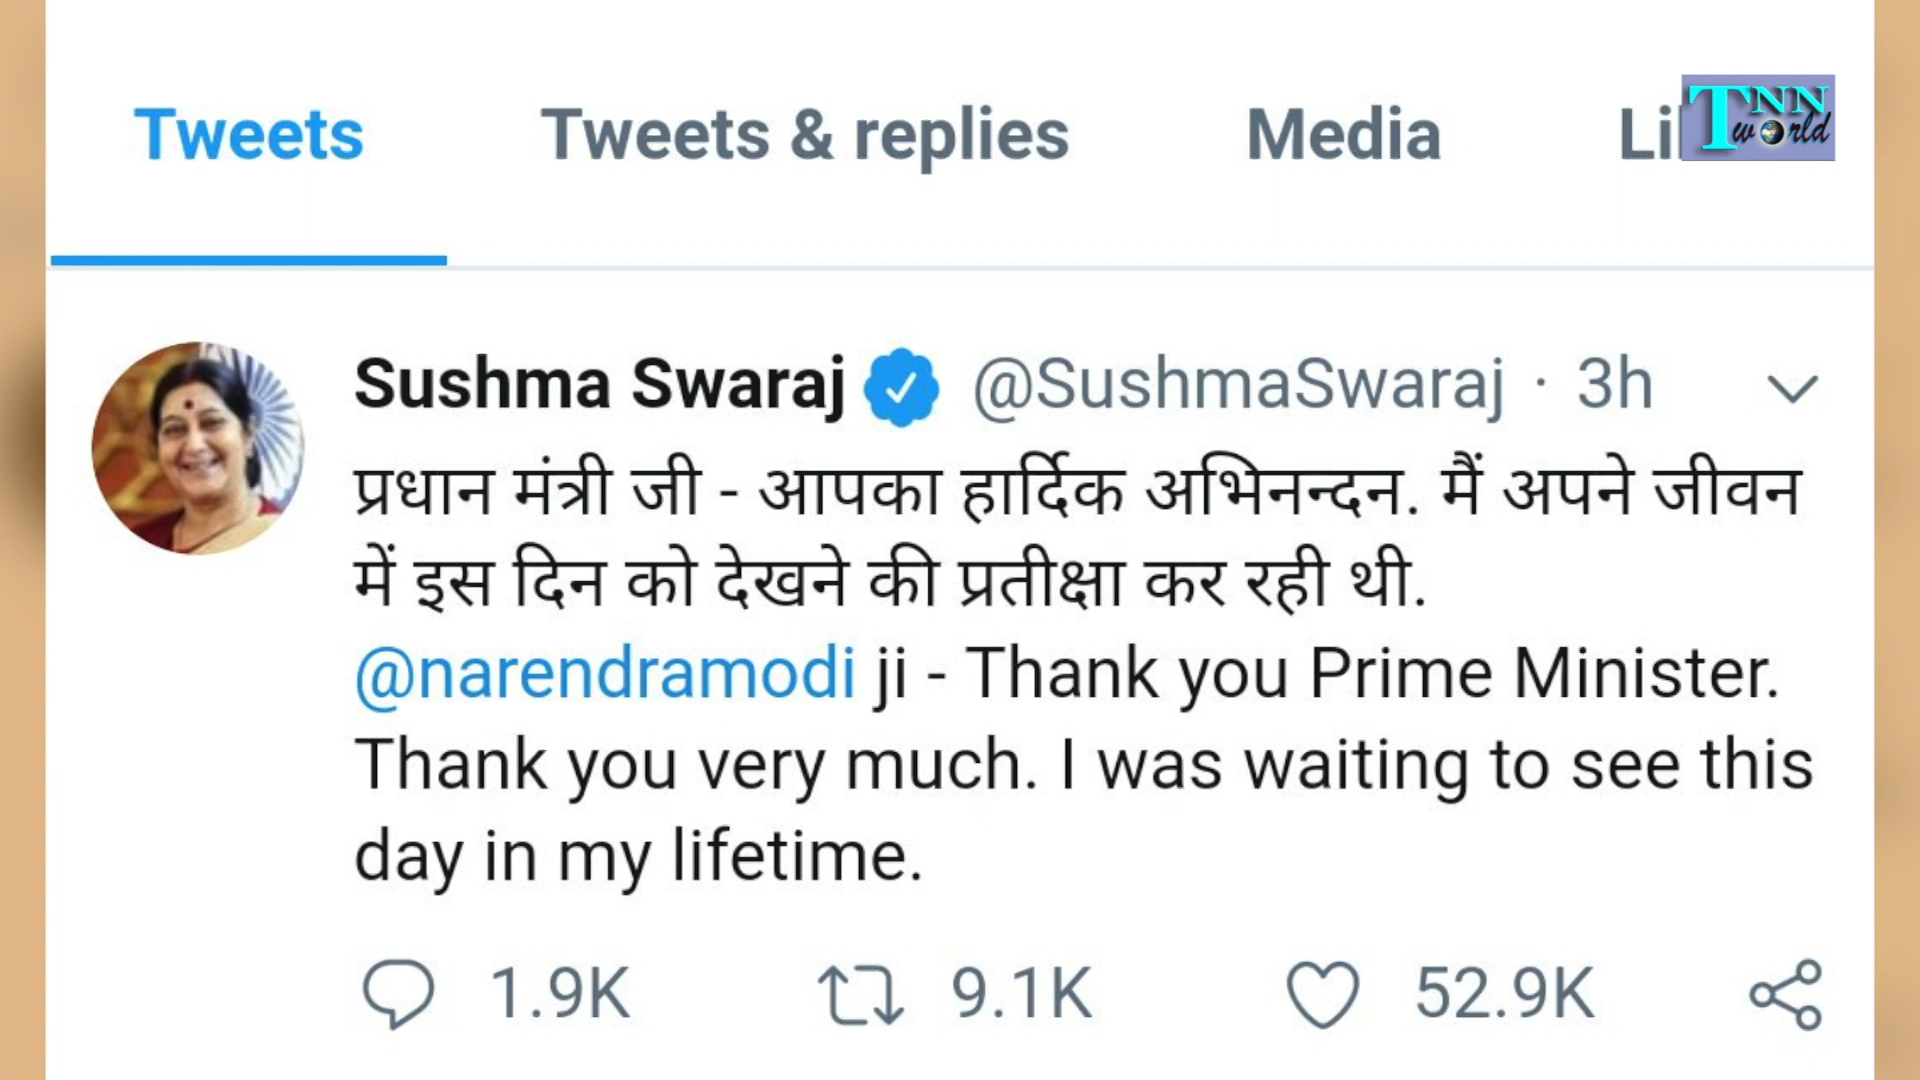 Tweets Tweets & replies Media Li
TNN
world
Sushma Swaraj @SushmaSwaraj · 3h
प्रधान मंत्री जी - आपका हार्दिक अभिनन्दन. मैं अपने जीवन
में इस दिन को देखने की प्रतीक्षा कर रही थी.
@narendramodi ji - Thank you Prime Minister.
Thank you very much. I was waiting to see this
day in my lifetime.
1.9K 9.1K 52.9K